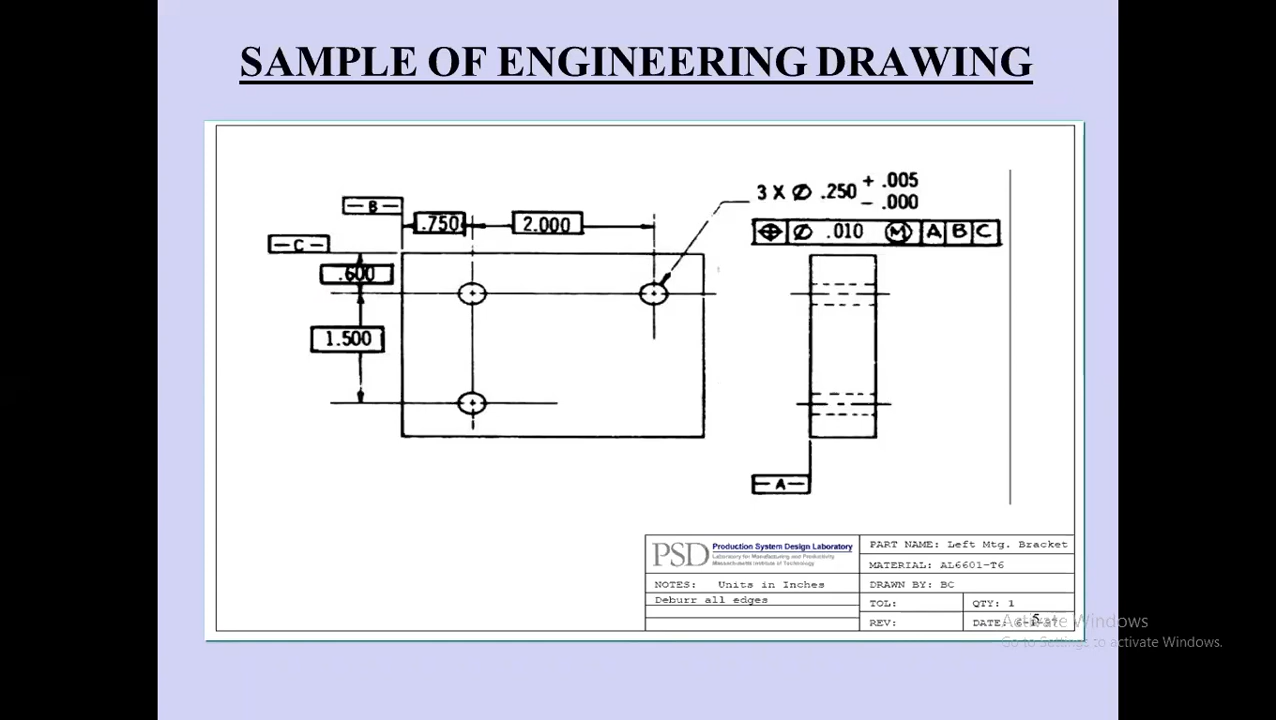 SAMPLE OF ENGINEERING DRAWING
3 X Ø .250 + .005
- .000
- B -
.750
2.000
⌖ Ø .010 Ⓜ A B C
- C -
.600
1.500
- A -
PSD Production System Design Laboratory
Laboratory for Manufacturing and Productivity
Massachusetts Institute of Technology
PART NAME: Left Mtg. Bracket
MATERIAL: AL6601-T6
NOTES: Units in Inches
DRAWN BY: BC
Deburr all edges
TOL:
QTY: 1
REV:
DATE:
5
Activate Windows
Go to Settings to activate Windows.